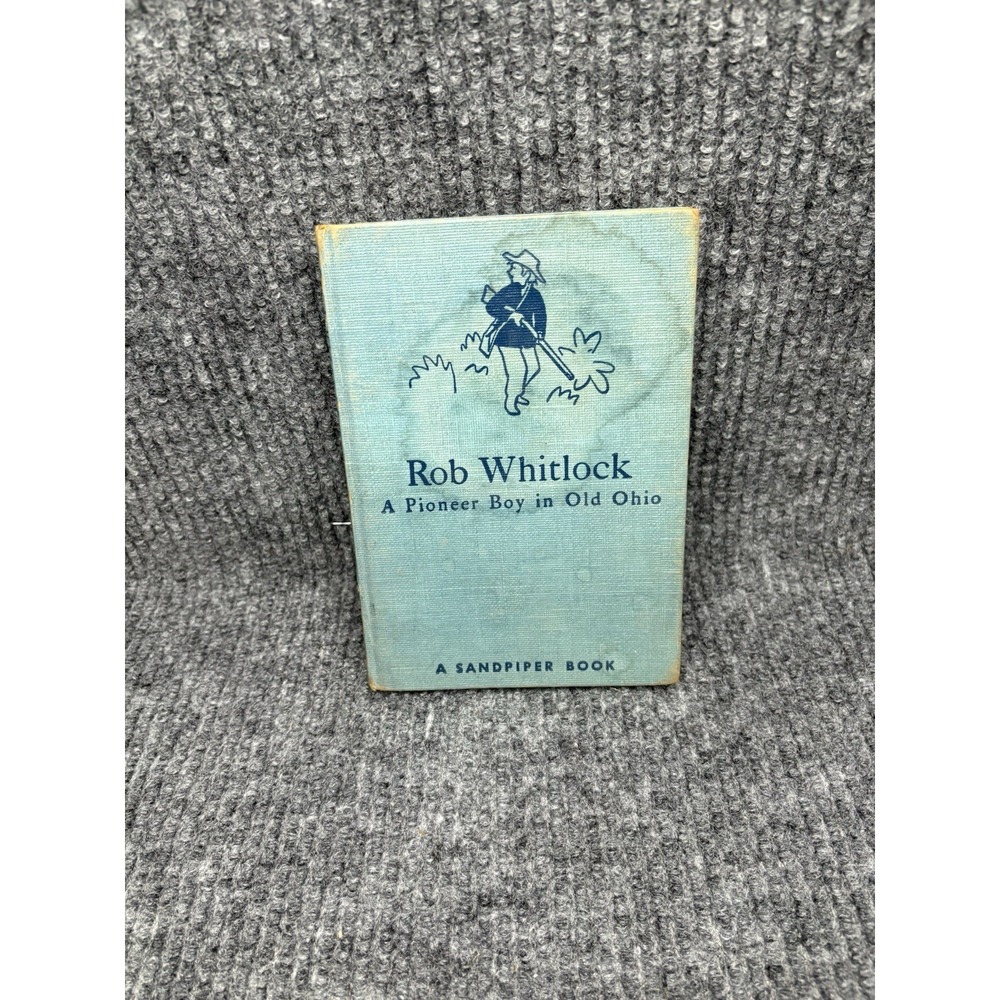 Rob Whitlock
A Pioneer Boy in Old Ohio
A SANDPIPER BOOK